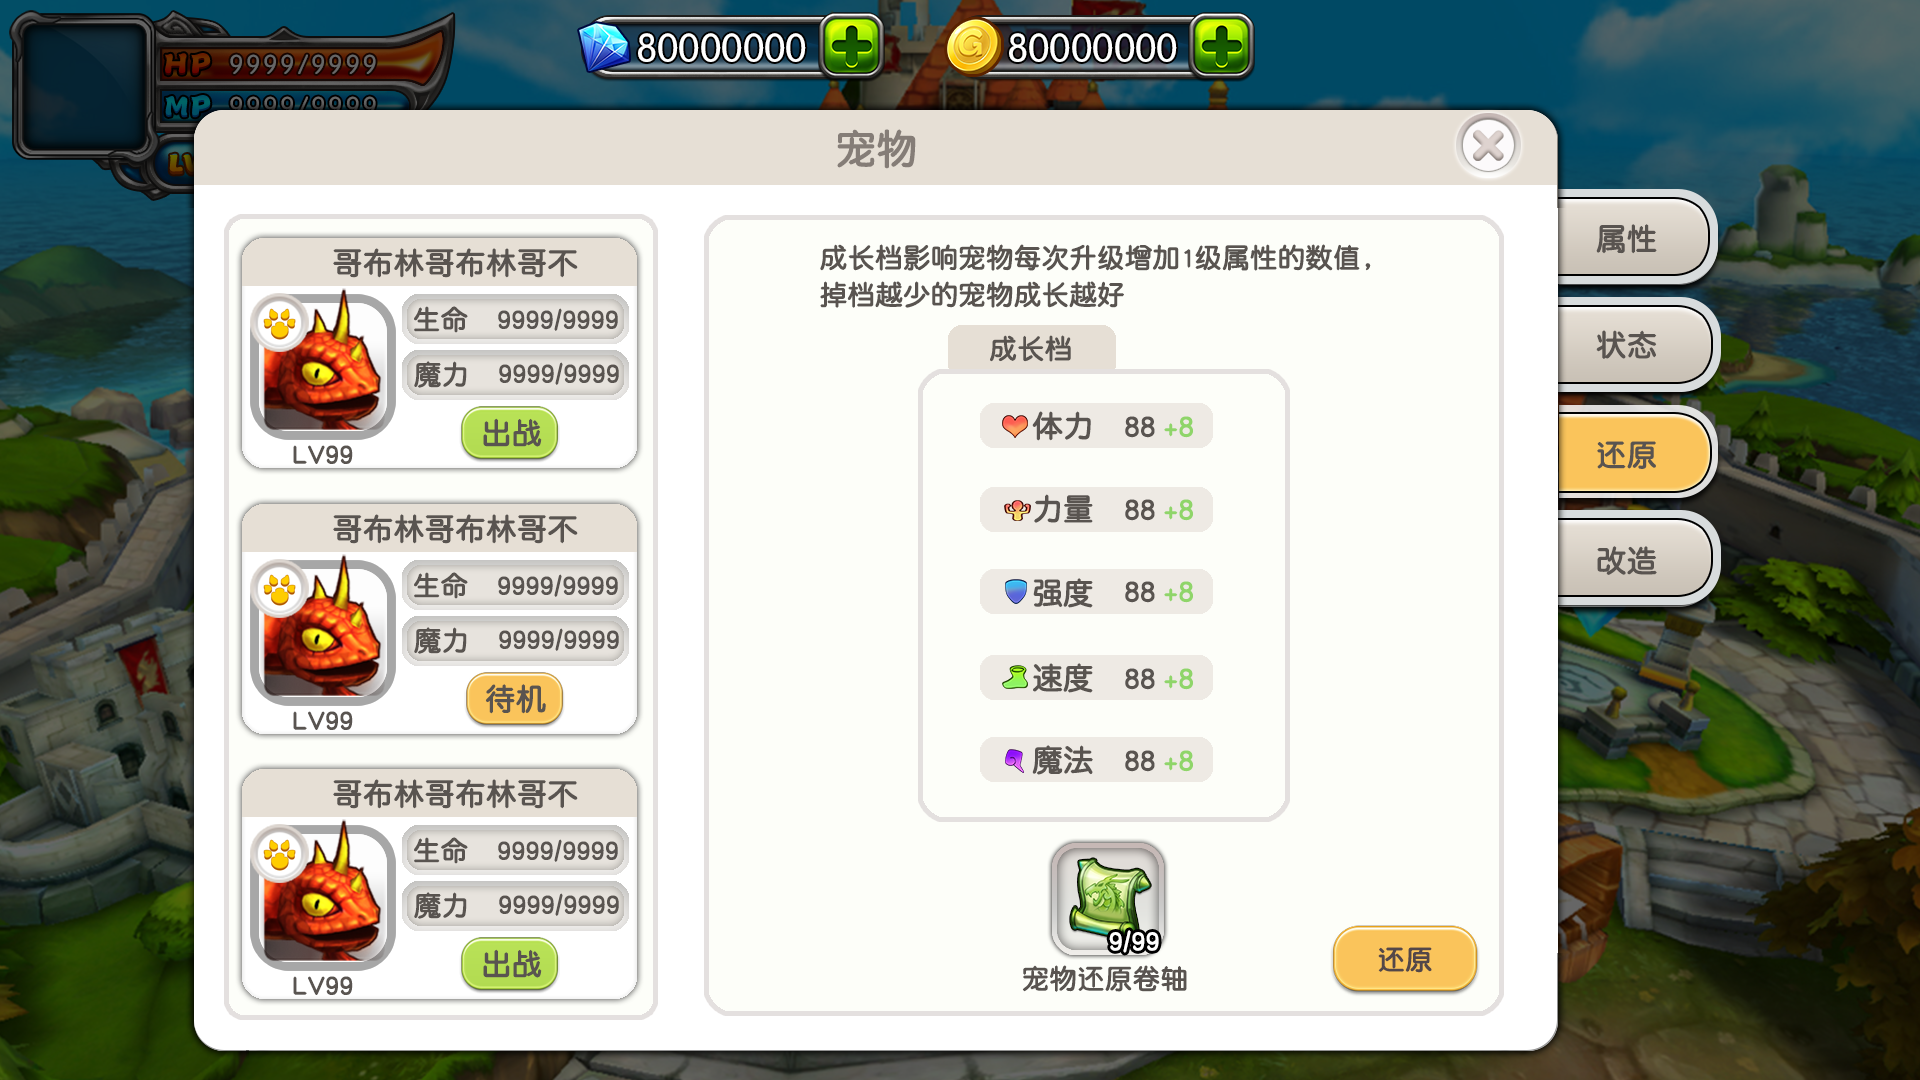 HP 9999/9999
MP 9999/9999
LV
80000000
G
80000000
宠物
哥布林哥布林哥不
生命 9999/9999
魔力 9999/9999
LV99
出战
哥布林哥布林哥不
生命 9999/9999
魔力 9999/9999
LV99
待机
哥布林哥布林哥不
生命 9999/9999
魔力 9999/9999
LV99
出战
成长档影响宠物每次升级增加1级属性的数值，
掉档越少的宠物成长越好
成长档
体力 88 +8
力量 88 +8
强度 88 +8
速度 88 +8
魔法 88 +8
9/99
宠物还原卷轴
还原
属性
状态
还原
改造